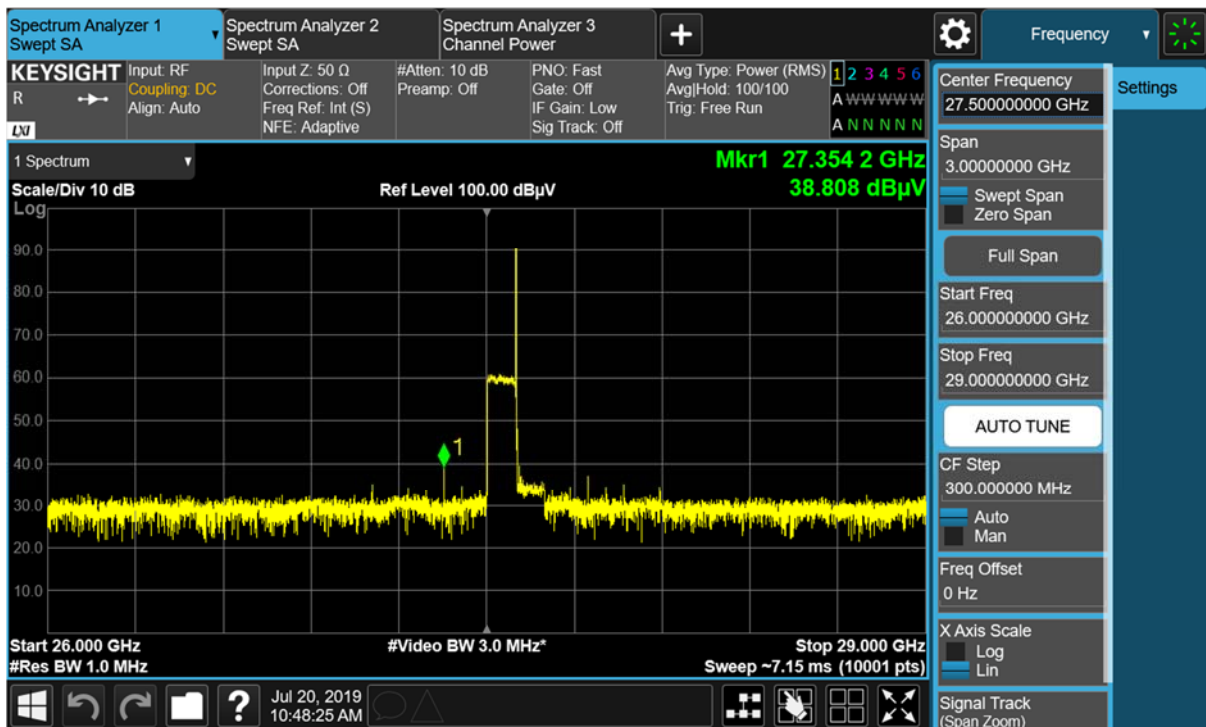 Spectrum Analyzer 1
Swept SA
Spectrum Analyzer 2
Swept SA
Spectrum Analyzer 3
Channel Power
Frequency
KEYSIGHT
R
LXI
Input: RF
Coupling: DC
Align: Auto
Input Z: 50 Ω
Corrections: Off
Freq Ref: Int (S)
NFE: Adaptive
#Atten: 10 dB
Preamp: Off
PNO: Fast
Gate: Off
IF Gain: Low
Sig Track: Off
Avg Type: Power (RMS)
Avg|Hold: 100/100
Trig: Free Run
1 2 3 4 5 6
A W W W W W
A N N N N N
1 Spectrum
Mkr1 27.354 2 GHz
38.808 dBµV
Scale/Div 10 dB
Ref Level 100.00 dBµV
Log
90.0
80.0
70.0
60.0
50.0
40.0
30.0
20.0
10.0
1
Start 26.000 GHz
#Video BW 3.0 MHz*
Stop 29.000 GHz
#Res BW 1.0 MHz
Sweep ~7.15 ms (10001 pts)
Jul 20, 2019
10:48:25 AM
Center Frequency
27.500000000 GHz
Settings
Span
3.00000000 GHz
Swept Span
Zero Span
Full Span
Start Freq
26.000000000 GHz
Stop Freq
29.000000000 GHz
AUTO TUNE
CF Step
300.000000 MHz
Auto
Man
Freq Offset
0 Hz
X Axis Scale
Log
Lin
Signal Track
(Span Zoom)